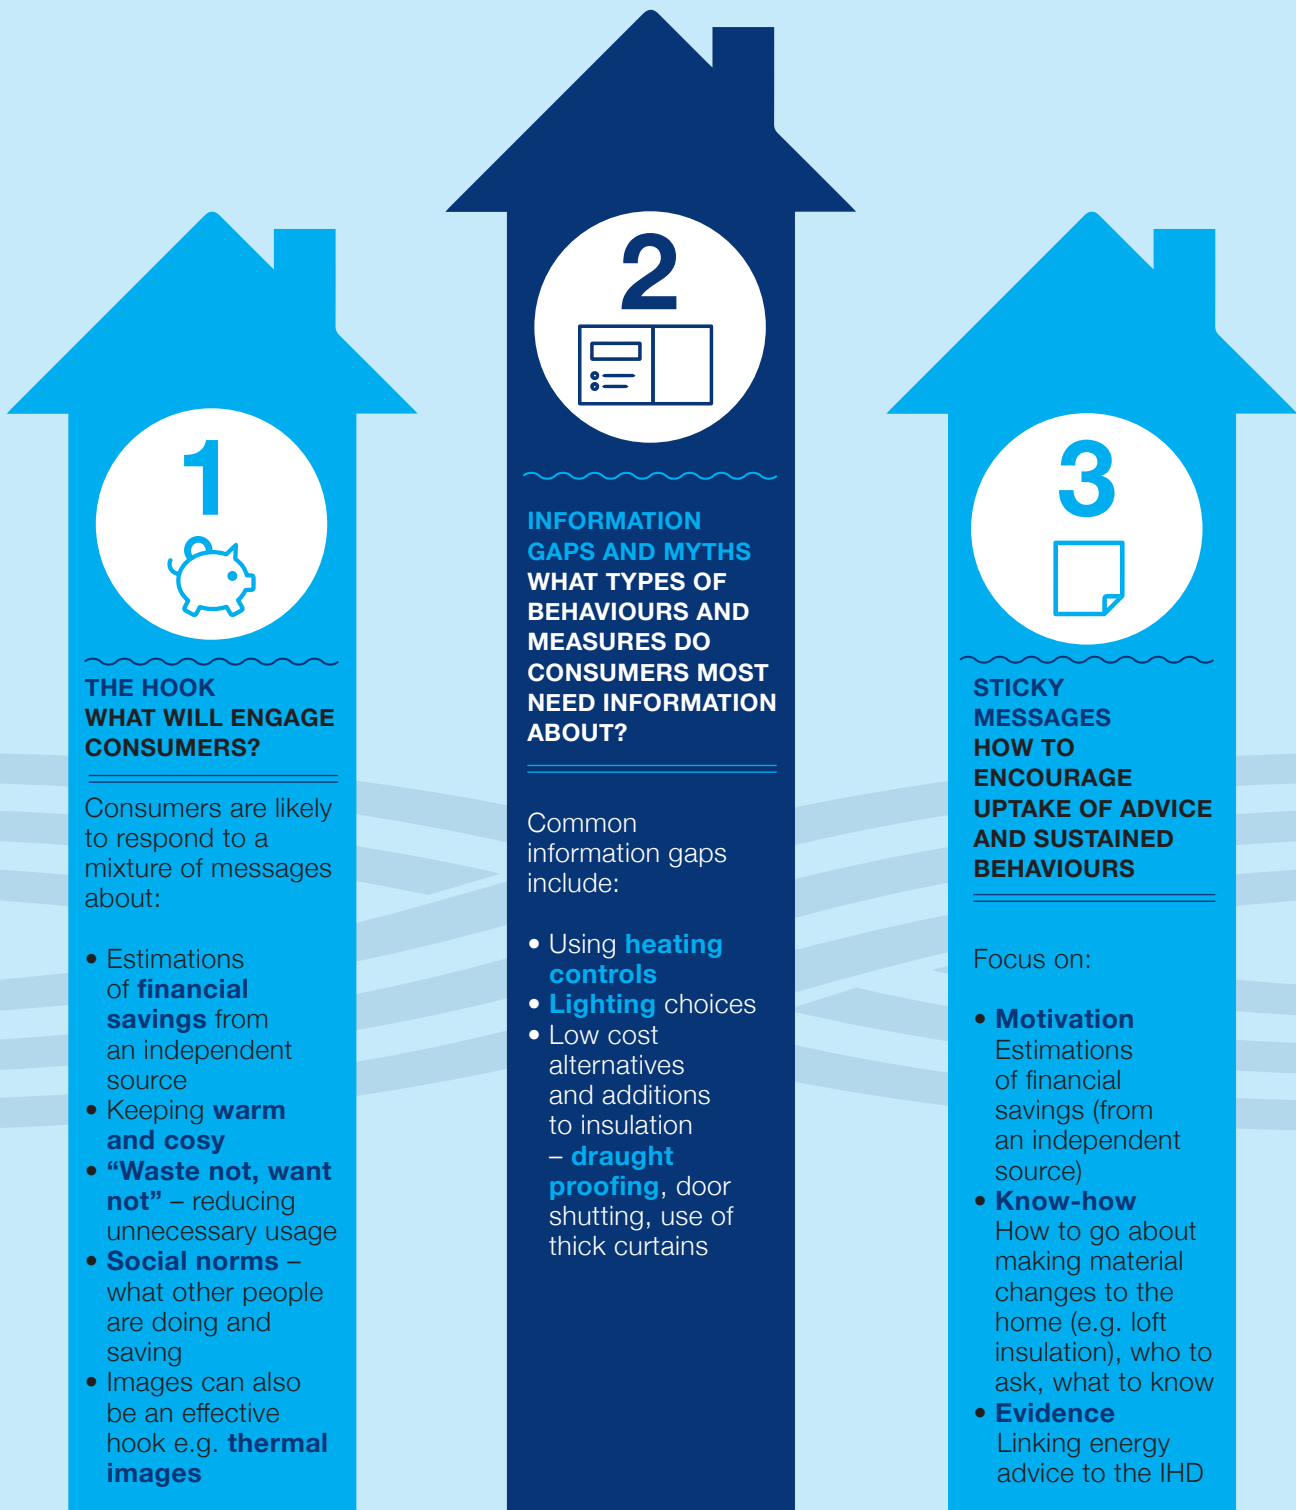 1
THE HOOK
WHAT WILL ENGAGE
CONSUMERS?
Consumers are likely
to respond to a
mixture of messages
about:
• Estimations
of financial
savings from
an independent
source
• Keeping warm
and cosy
• “Waste not, want
not” – reducing
unnecessary usage
• Social norms –
what other people
are doing and
saving
• Images can also
be an effective
hook e.g. thermal
images
2
INFORMATION
GAPS AND MYTHS
WHAT TYPES OF
BEHAVIOURS AND
MEASURES DO
CONSUMERS MOST
NEED INFORMATION
ABOUT?
Common
information gaps
include:
• Using heating
controls
• Lighting choices
• Low cost
alternatives
and additions
to insulation
– draught
proofing, door
shutting, use of
thick curtains
3
STICKY
MESSAGES
HOW TO
ENCOURAGE
UPTAKE OF ADVICE
AND SUSTAINED
BEHAVIOURS
Focus on:
• Motivation
Estimations
of financial
savings (from
an independent
source)
• Know-how
How to go about
making material
changes to the
home (e.g. loft
insulation), who to
ask, what to know
• Evidence
Linking energy
advice to the IHD